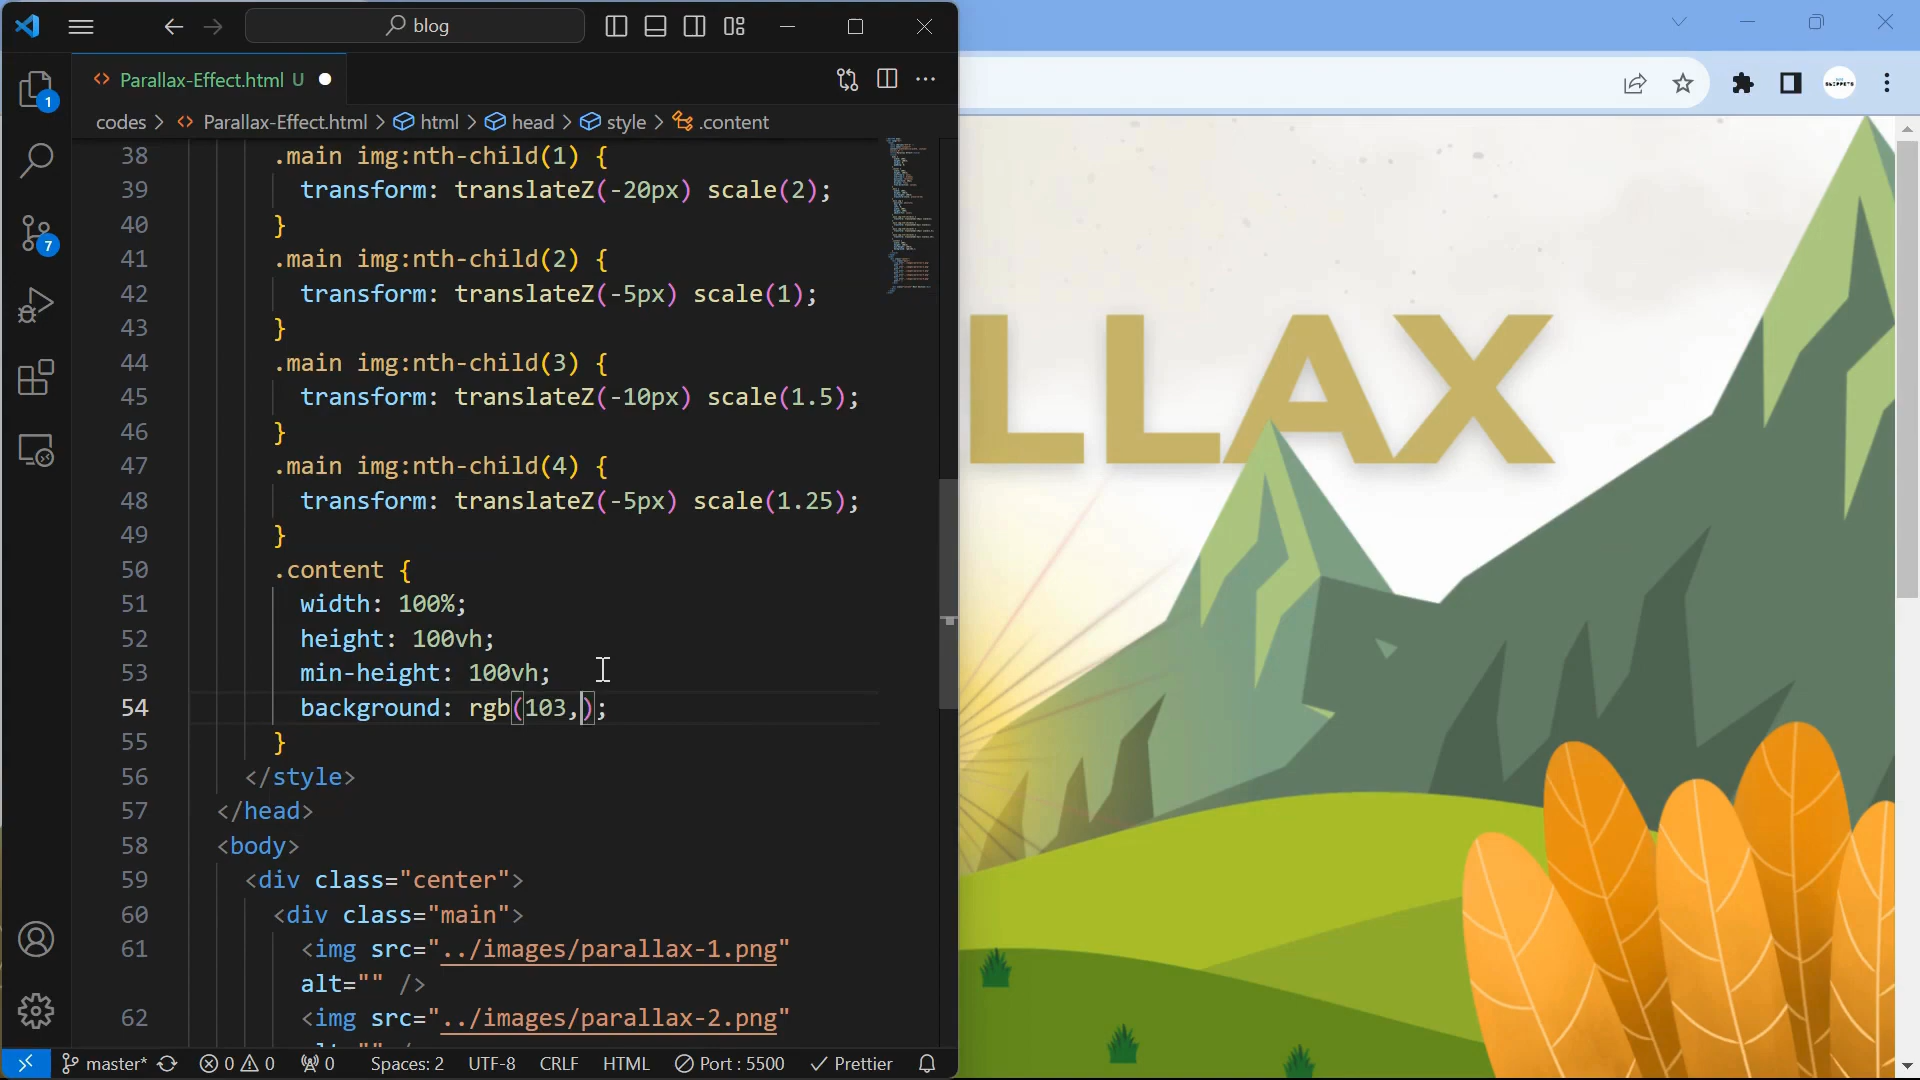 blog
Parallax-Effect.html U
1
codes > Parallax-Effect.html > html > head > style > .content
38 .main img:nth-child(1) {
39 transform: translateZ(-20px) scale(2);
40 }
41 .main img:nth-child(2) {
42 transform: translateZ(-5px) scale(1);
43 }
44 .main img:nth-child(3) {
45 transform: translateZ(-10px) scale(1.5);
46 }
47 .main img:nth-child(4) {
48 transform: translateZ(-5px) scale(1.25);
49 }
50 .content {
51 width: 100%;
52 height: 100vh;
53 min-height: 100vh;
54 background: rgb(103,);
55 }
56 </style>
57 </head>
58 <body>
59 <div class="center">
60 <div class="main">
61 <img src="../images/parallax-1.png"
alt="" />
62 <img src="../images/parallax-2.png"
7
master* 0 0 0 Spaces: 2 UTF-8 CRLF HTML Port : 5500 Prettier
LLAX